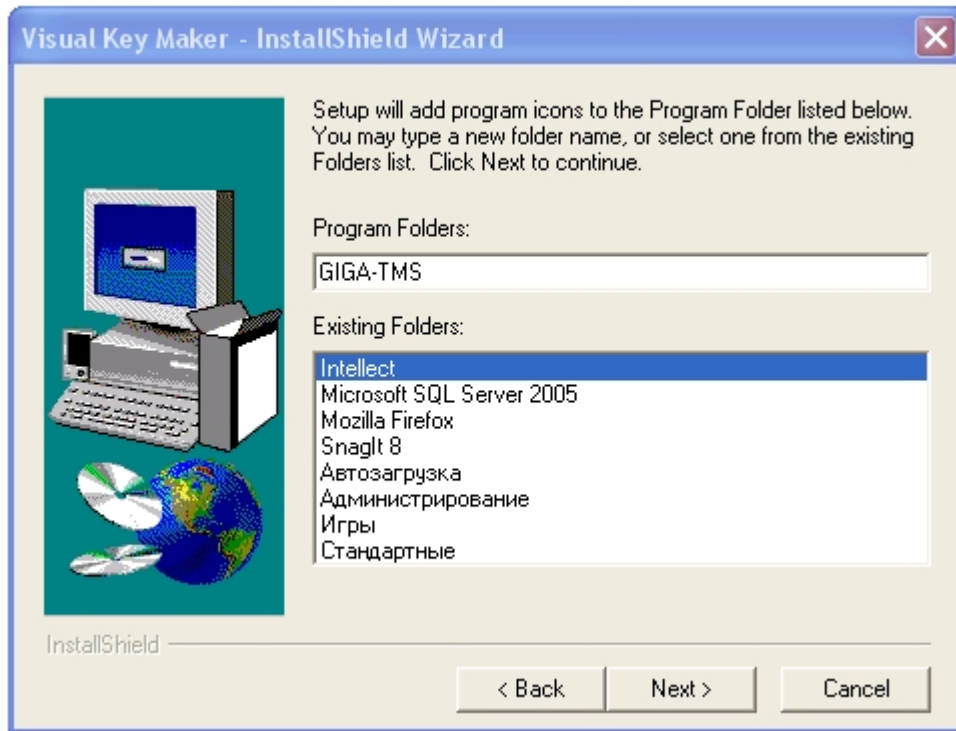 Visual Key Maker - InstallShield Wizard
Setup will add program icons to the Program Folder listed below.
You may type a new folder name, or select one from the existing
Folders list.  Click Next to continue.
Program Folders:
GIGA-TMS
Existing Folders:
Intellect
Microsoft SQL Server 2005
Mozilla Firefox
SnagIt 8
Автозагрузка
Администрирование
Игры
Стандартные
InstallShield
< Back
Next >
Cancel